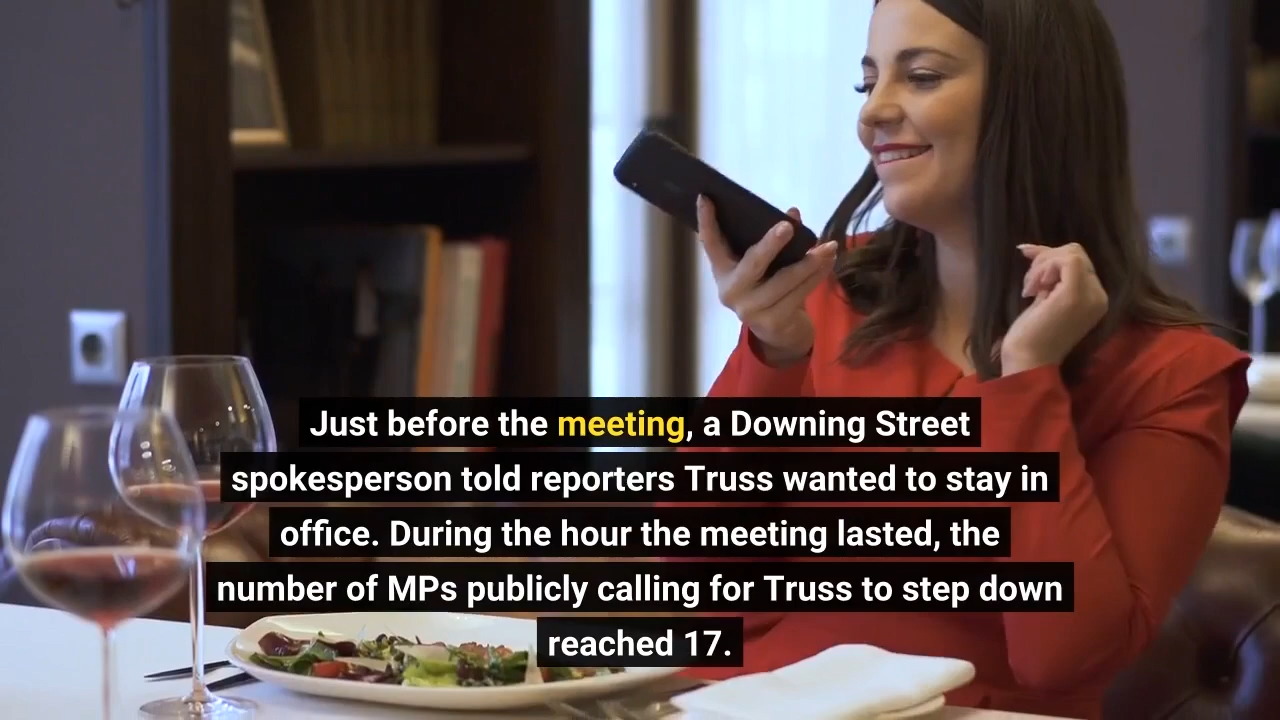 Just before the meeting, a Downing Street
spokesperson told reporters Truss wanted to stay in
office. During the hour the meeting lasted, the
number of MPs publicly calling for Truss to step down
reached 17.